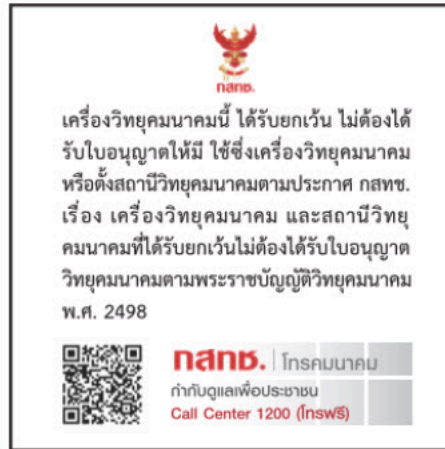 กสทช.
เครื่องวิทยุคมนาคมนี้ ได้รับยกเว้น ไม่ต้องได้
รับใบอนุญาตให้มี ใช้ซึ่งเครื่องวิทยุคมนาคม
หรือตั้งสถานีวิทยุคมนาคมตามประกาศ กสทช.
เรื่อง เครื่องวิทยุคมนาคม และสถานีวิทยุ
คมนาคมที่ได้รับยกเว้นไม่ต้องได้รับใบอนุญาต
วิทยุคมนาคมตามพระราชบัญญัติวิทยุคมนาคม
พ.ศ. 2498
กสทช. | โทรคมนาคม
กำกับดูแลเพื่อประชาชน
Call Center 1200 (โทรฟรี)